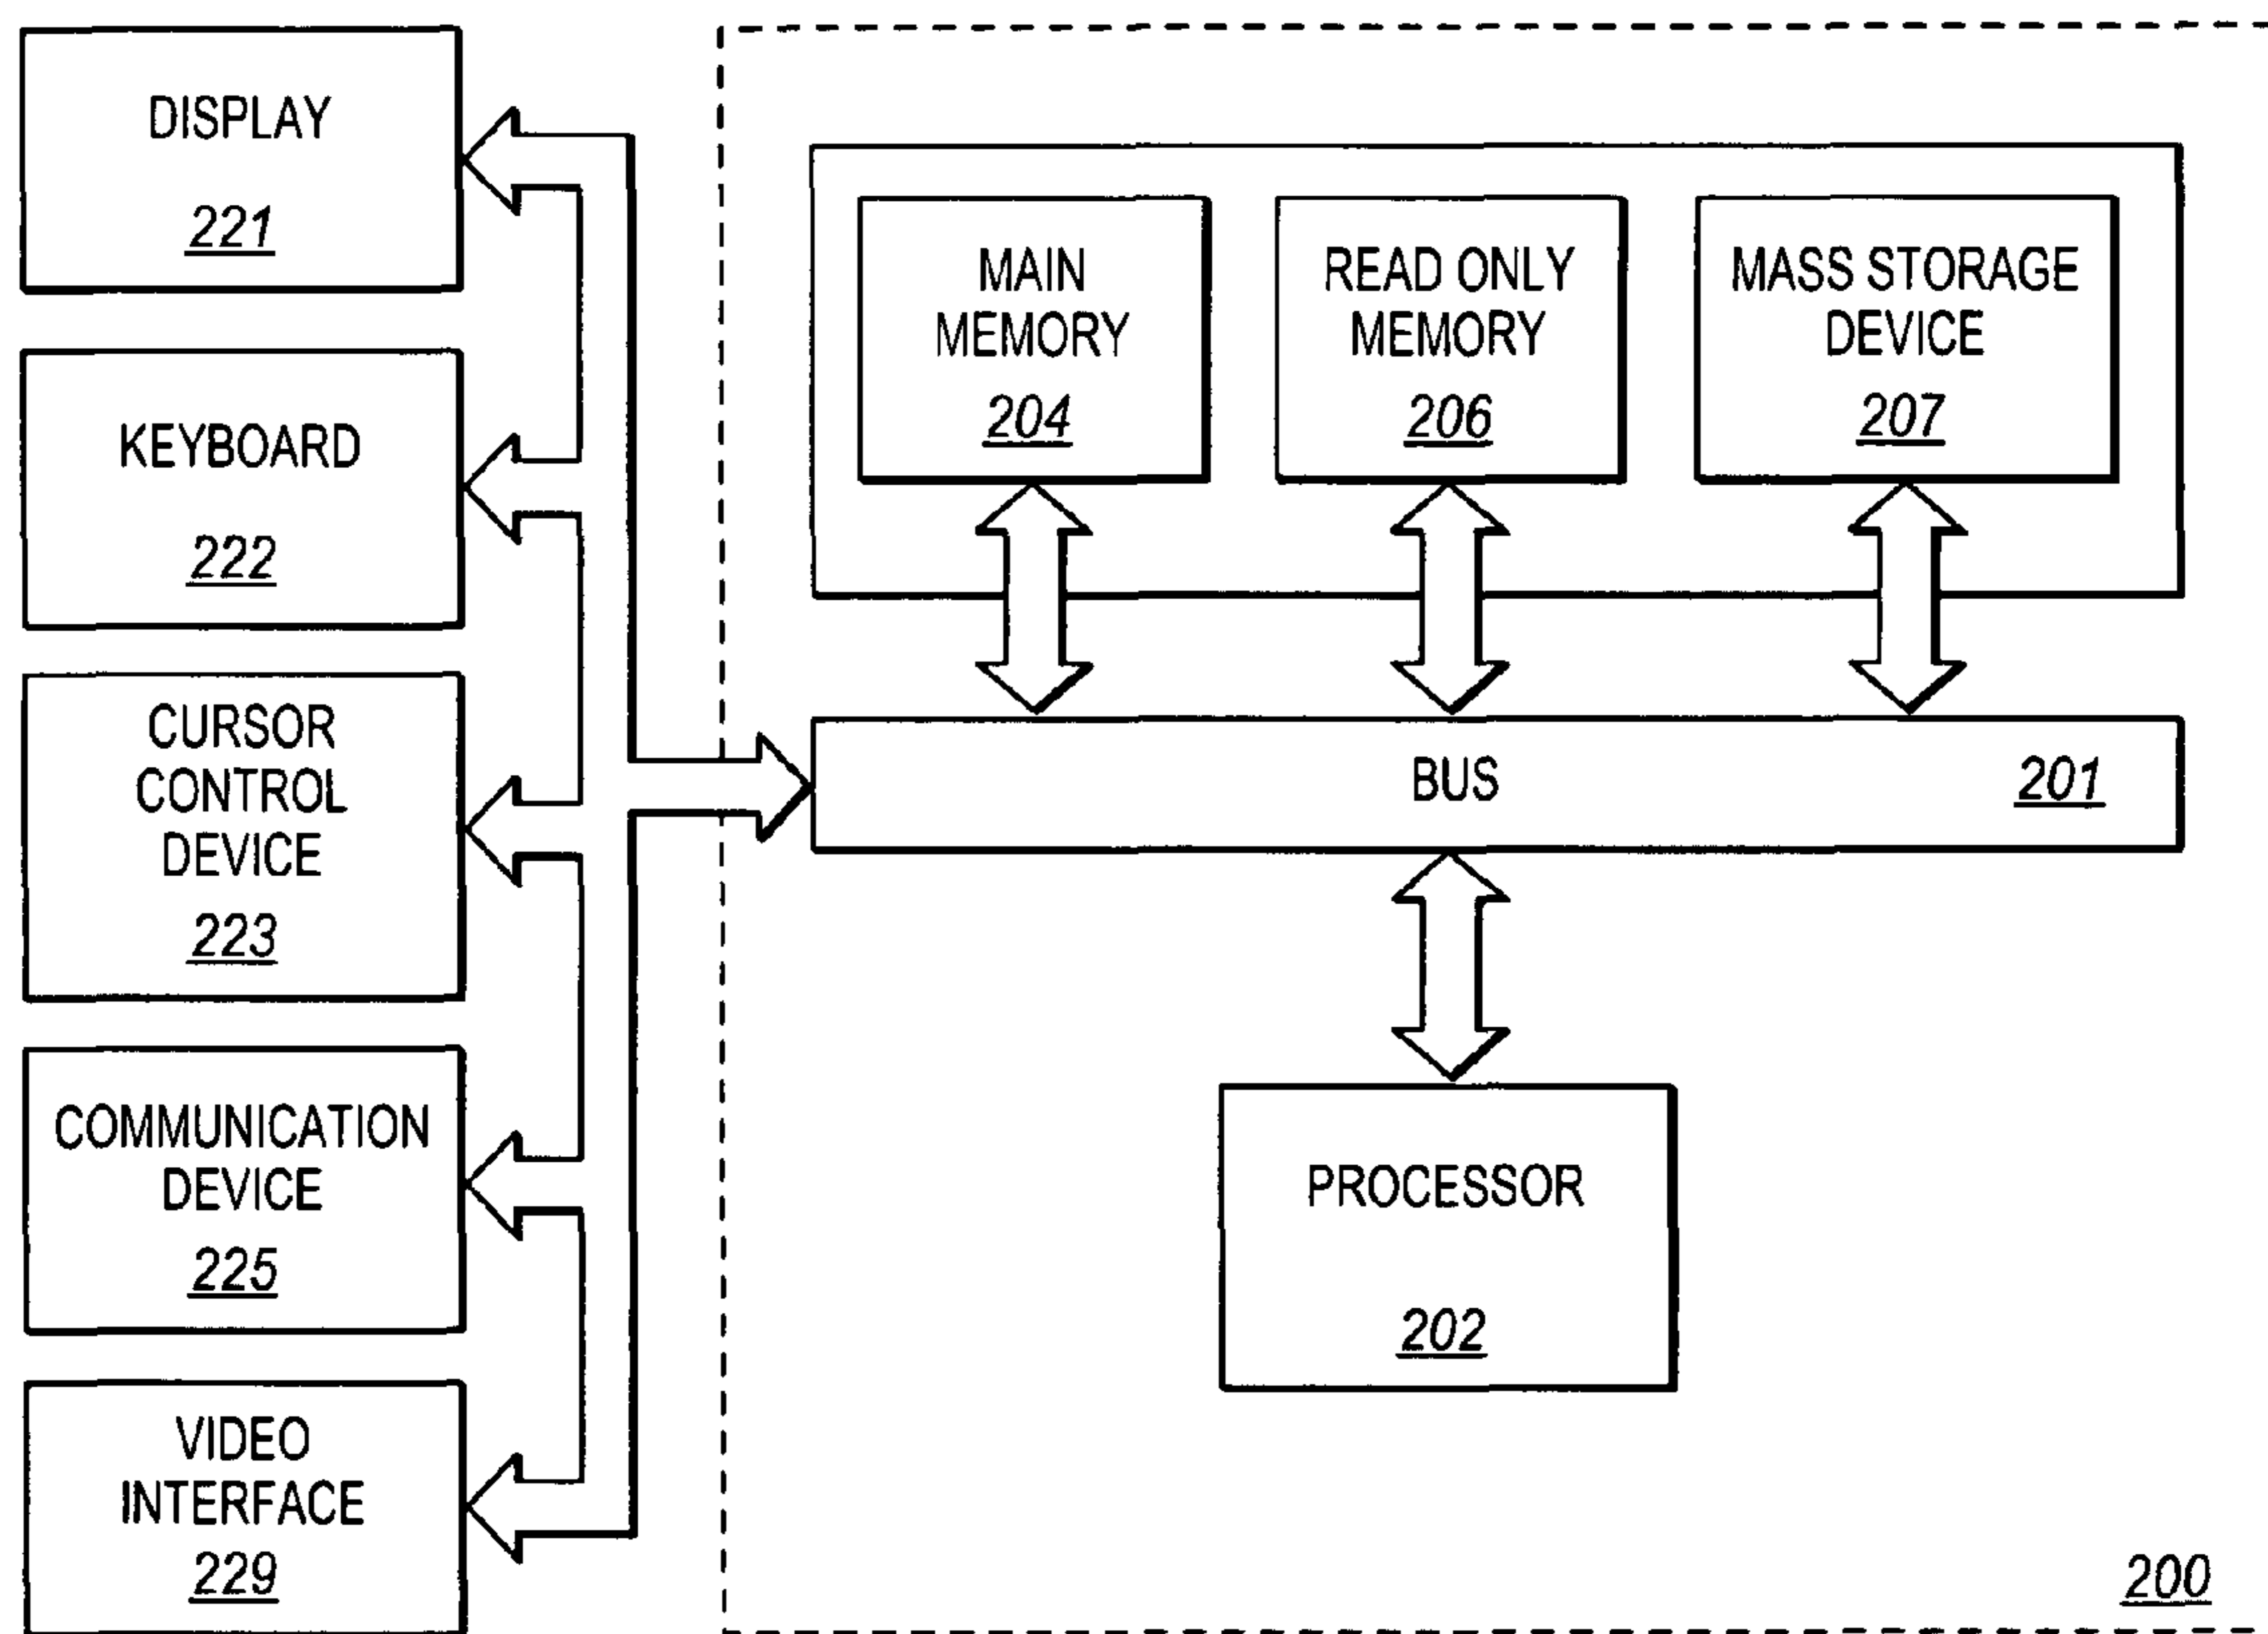 DISPLAY
221
KEYBOARD
222
CURSOR
CONTROL
DEVICE
223
COMMUNICATION
DEVICE
225
VIDEO
INTERFACE
229
MAIN
MEMORY
204
READ ONLY
MEMORY
206
MASS STORAGE
DEVICE
207
BUS
201
PROCESSOR
202
200